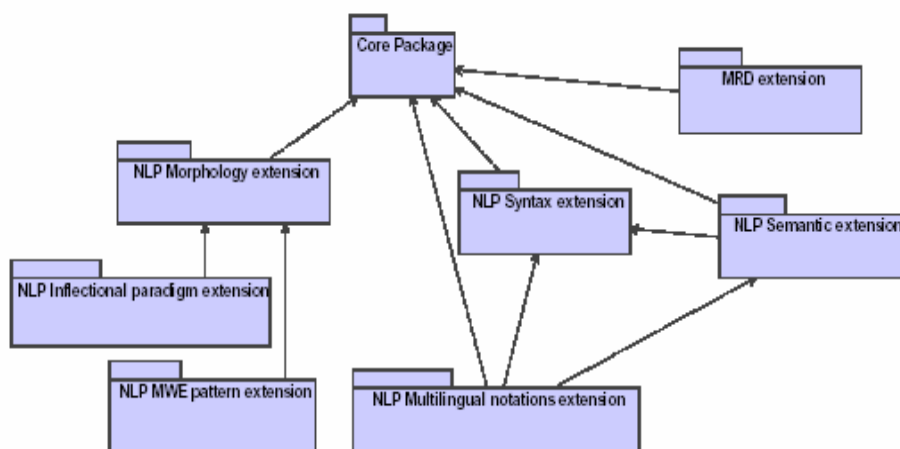 Core Package
MRD extension
NLP Morphology extension
NLP Syntax extension
NLP Semantic extension
NLP Inflectional paradigm extension
NLP MWE pattern extension
NLP Multilingual notations extension